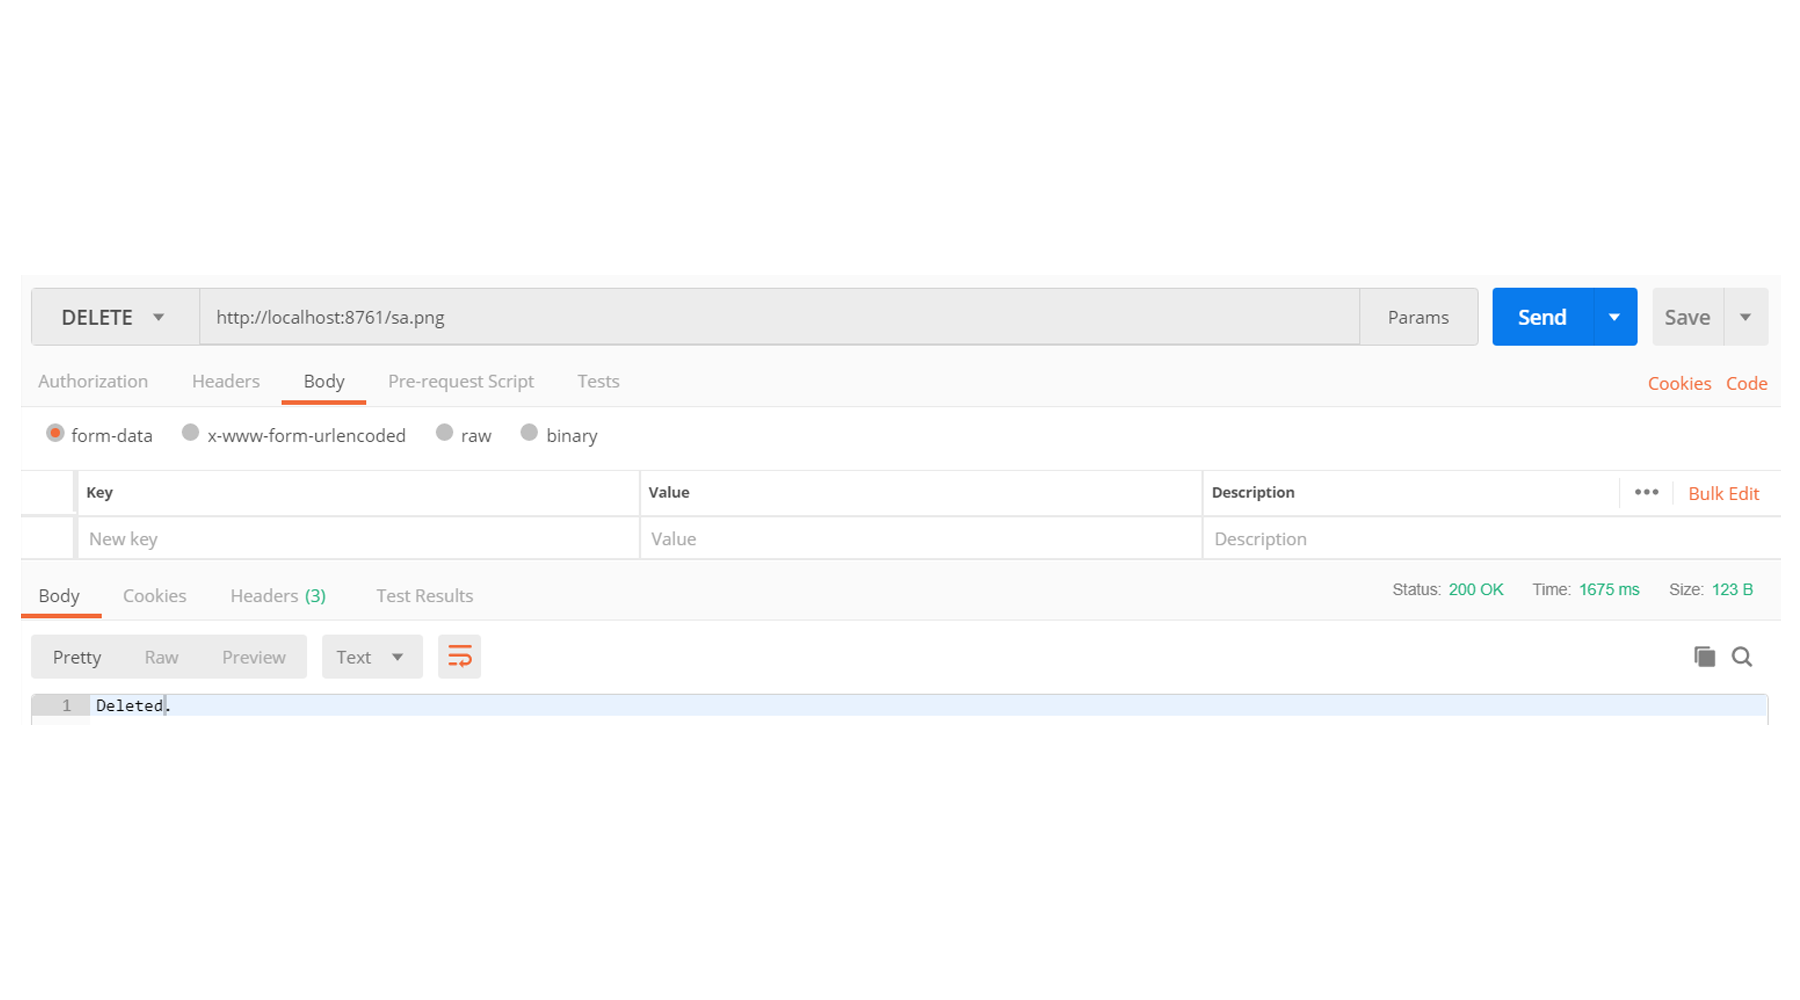 DELETE http://localhost:8761/sa.png Params Send Save
Authorization Headers Body Pre-request Script Tests Cookies Code
form-data x-www-form-urlencoded raw binary
Key Value Description ••• Bulk Edit
New key Value Description
Body Cookies Headers (3) Test Results Status: 200 OK Time: 1675 ms Size: 123 B
Pretty Raw Preview Text
1 Deleted.